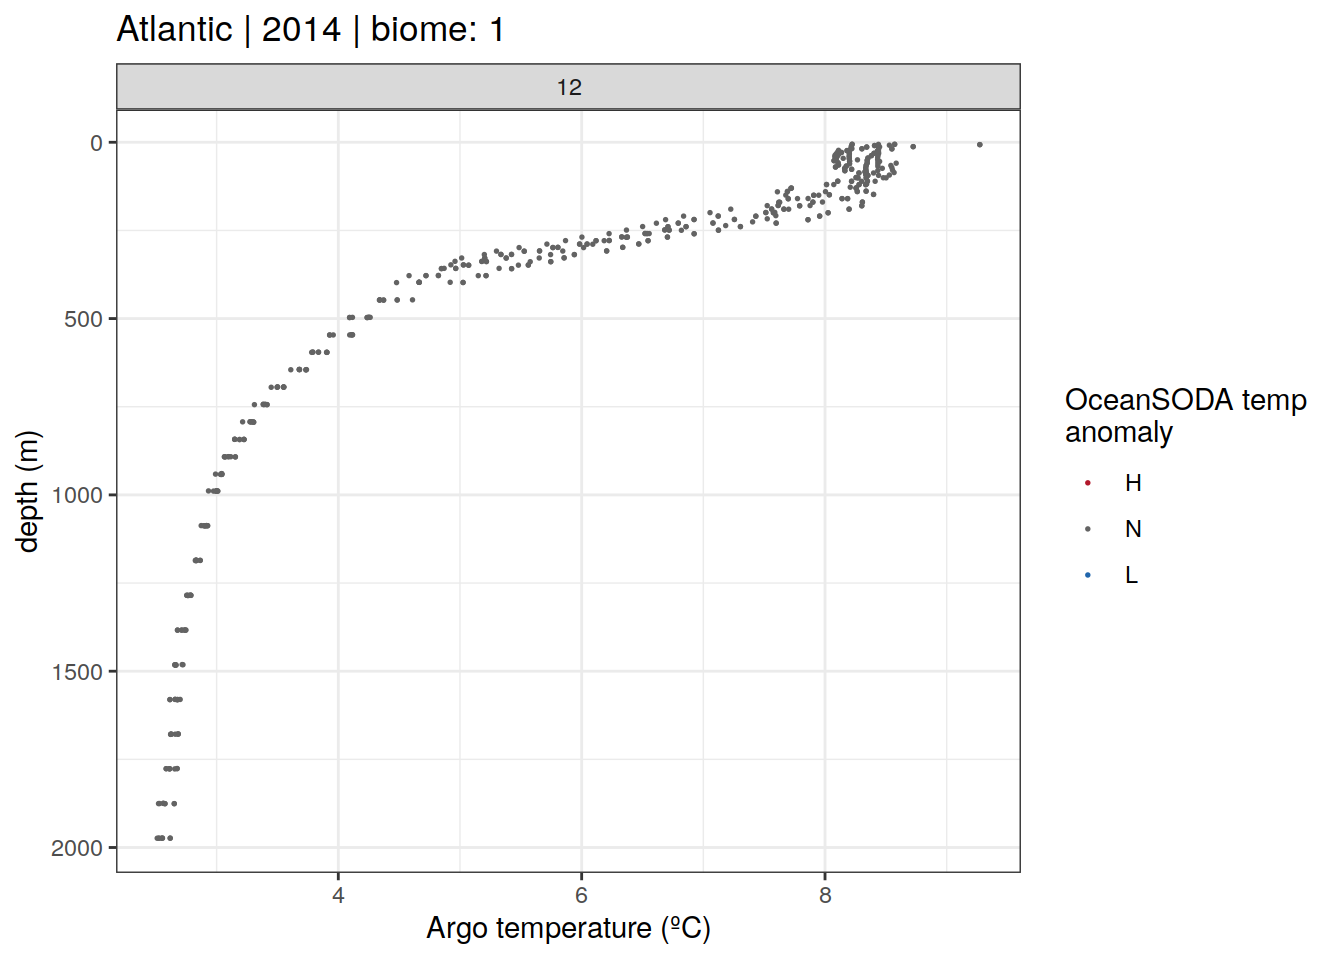 Atlantic | 2014 | biome: 1
12
0
500
1000
1500
2000
depth (m)
4
6
8
Argo temperature (ºC)
OceanSODA temp
anomaly
H
N
L